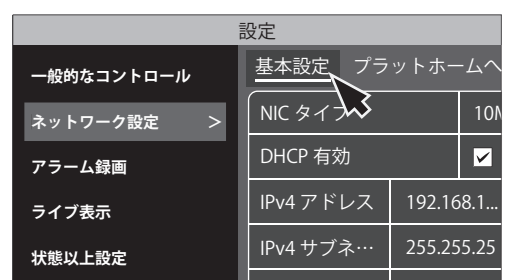 設定
一般的なコントロール
ネットワーク設定 >
アラーム録画
ライブ表示
状態以上設定
基本設定 プラットホームへ
NIC タイプ 10M
DHCP 有効
IPv4 アドレス 192.168.1...
IPv4 サブネ… 255.255.25